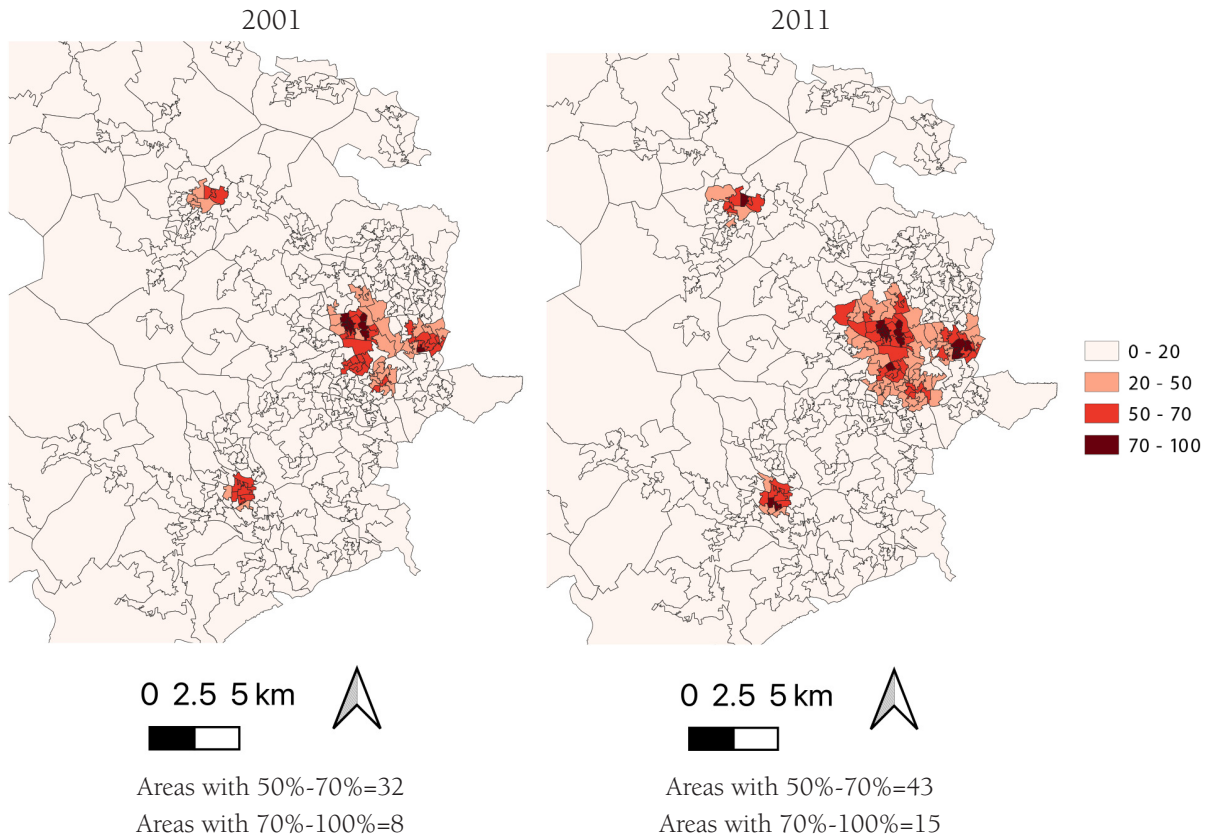 2001
2011
0 - 20
20 - 50
50 - 70
70 - 100
0 2.5 5 km
0 2.5 5 km
Areas with 50%-70%=32
Areas with 70%-100%=8
Areas with 50%-70%=43
Areas with 70%-100%=15